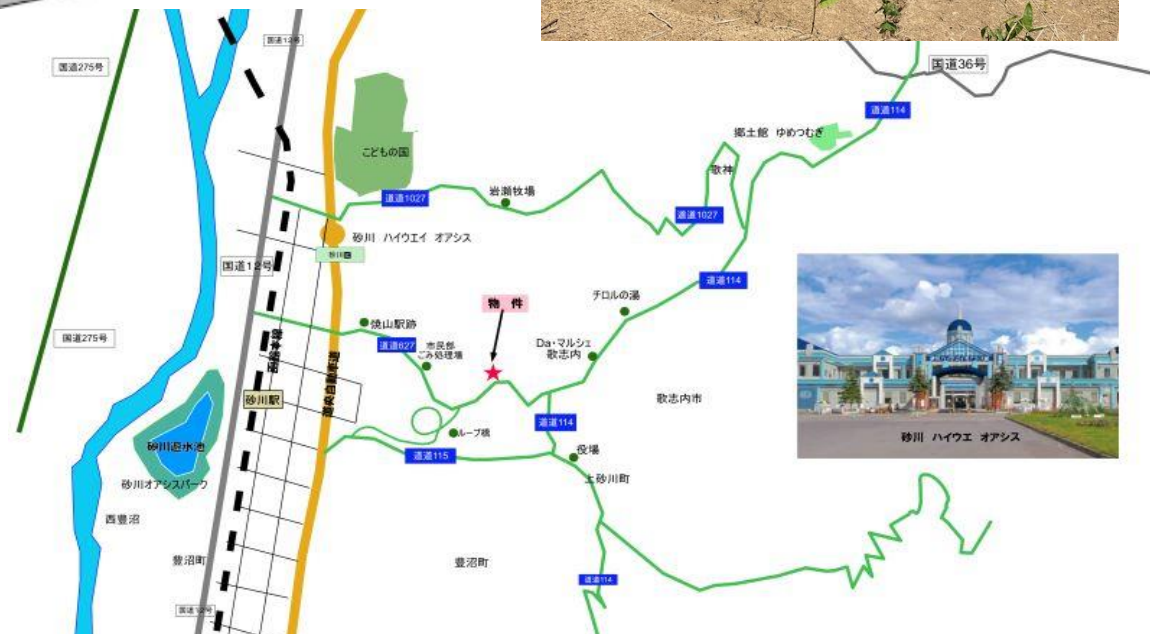 国道12号
国道275号
国道36号
道道114
郷土館 ゆめつむぎ
こどもの国
歌神
岩瀬牧場
道道1027
道道1027
砂川 ハイウエイ オアシス
国道12号
道道114
物 件
チロルの湯
焼山駅跡
国道275号
道道627
市民部
ごみ処理場
Da・マルシェ
歌志内
道央自動車道
砂川駅
歌志内市
道道114
ループ橋
砂川 ハイウエ オアシス
砂川遊水池
役場
道道115
上砂川町
砂川オアシスパーク
西豊沼
豊沼町
豊沼町
道道114
国道12号